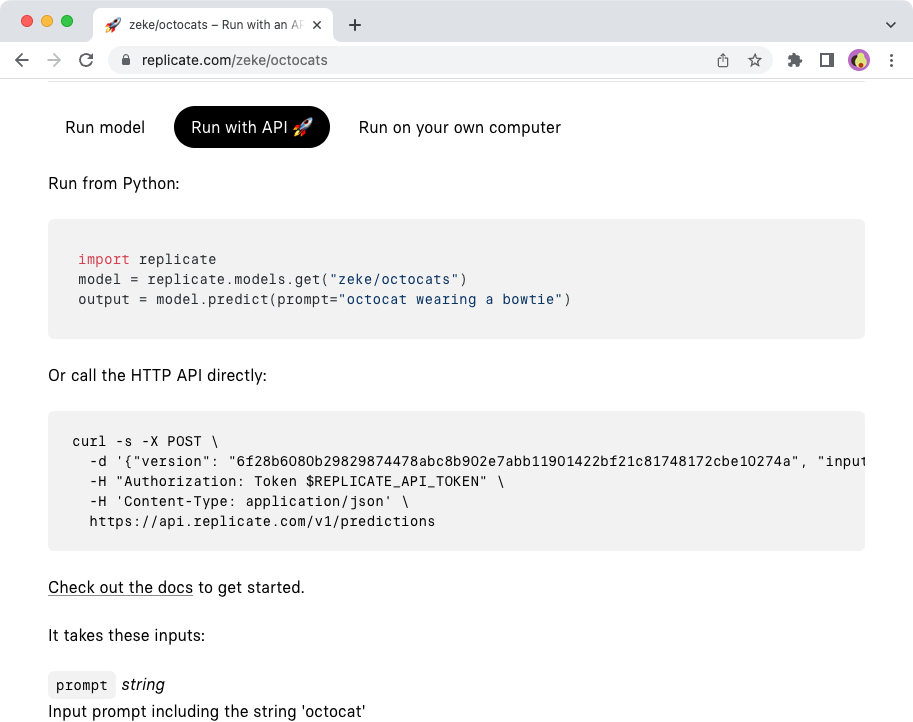 zeke/octocats – Run with an AP
replicate.com/zeke/octocats
Run model
Run with API 🚀
Run on your own computer
Run from Python:
import replicate
model = replicate.models.get("zeke/octocats")
output = model.predict(prompt="octocat wearing a bowtie")
Or call the HTTP API directly:
curl -s -X POST \
-d '{"version": "6f28b6080b29829874478abc8b902e7abb11901422bf21c81748172cbe10274a", "input
-H "Authorization: Token $REPLICATE_API_TOKEN" \
-H 'Content-Type: application/json' \
https://api.replicate.com/v1/predictions
Check out the docs to get started.
It takes these inputs:
prompt string
Input prompt including the string 'octocat'